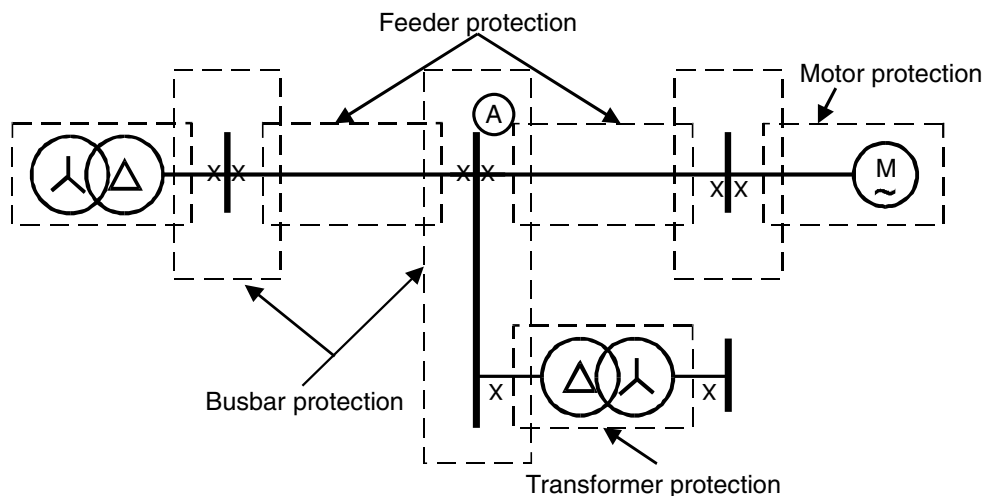 Feeder protection
Motor protection
A
X X
X X
X X
M
~
X
X
Busbar protection
Transformer protection